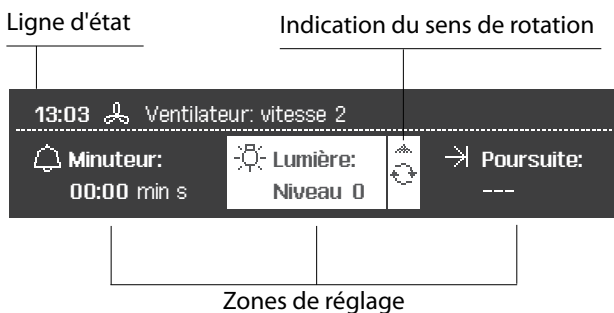 Ligne d'état
Indication du sens de rotation
13:03 Ventilateur: vitesse 2
Minuteur: Lumière: Poursuite:
00:00 min s Niveau 0 ---
Zones de réglage